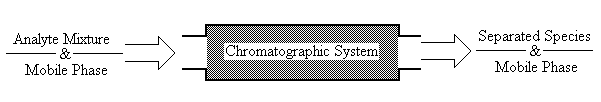 Analyte Mixture
&
Mobile Phase
Chromatographic System
Separated Species
&
Mobile Phase